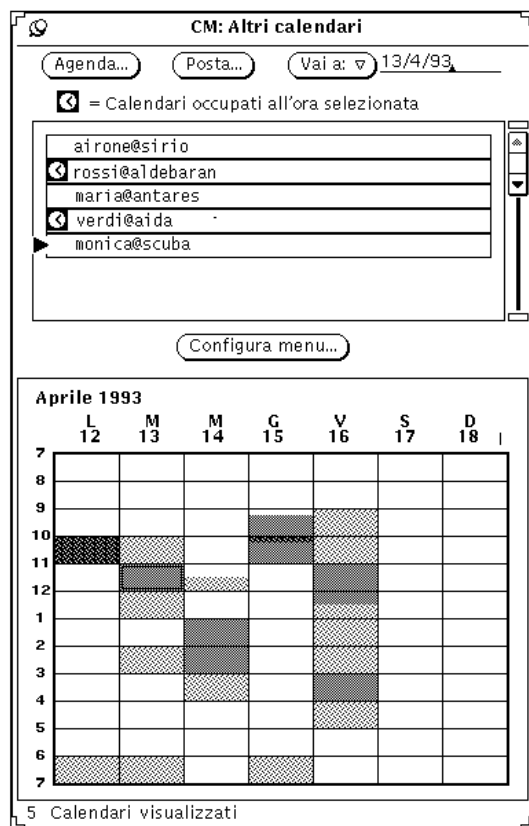 CM: Altri calendari
Agenda... Posta... Vai a: 13/4/93
= Calendari occupati all'ora selezionata
airone@sirio
rossi@aldebaran
maria@antares
verdi@aida
monica@scuba
Configura menu...
Aprile 1993
L M M G V S D
12 13 14 15 16 17 18
7
8
9
10
11
12
1
2
3
4
5
6
7
5 Calendari visualizzati